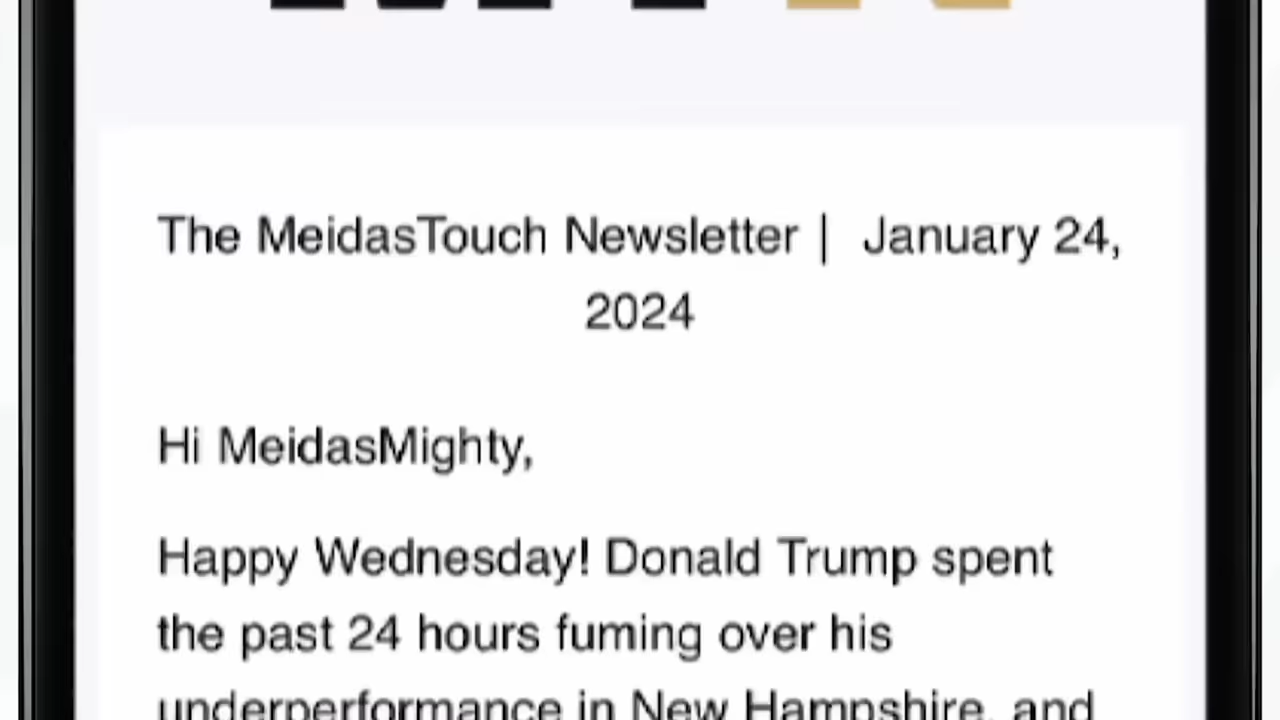 The MeidasTouch Newsletter | January 24,
2024
Hi MeidasMighty,
Happy Wednesday! Donald Trump spent
the past 24 hours fuming over his
underperformance in New Hampshire, and